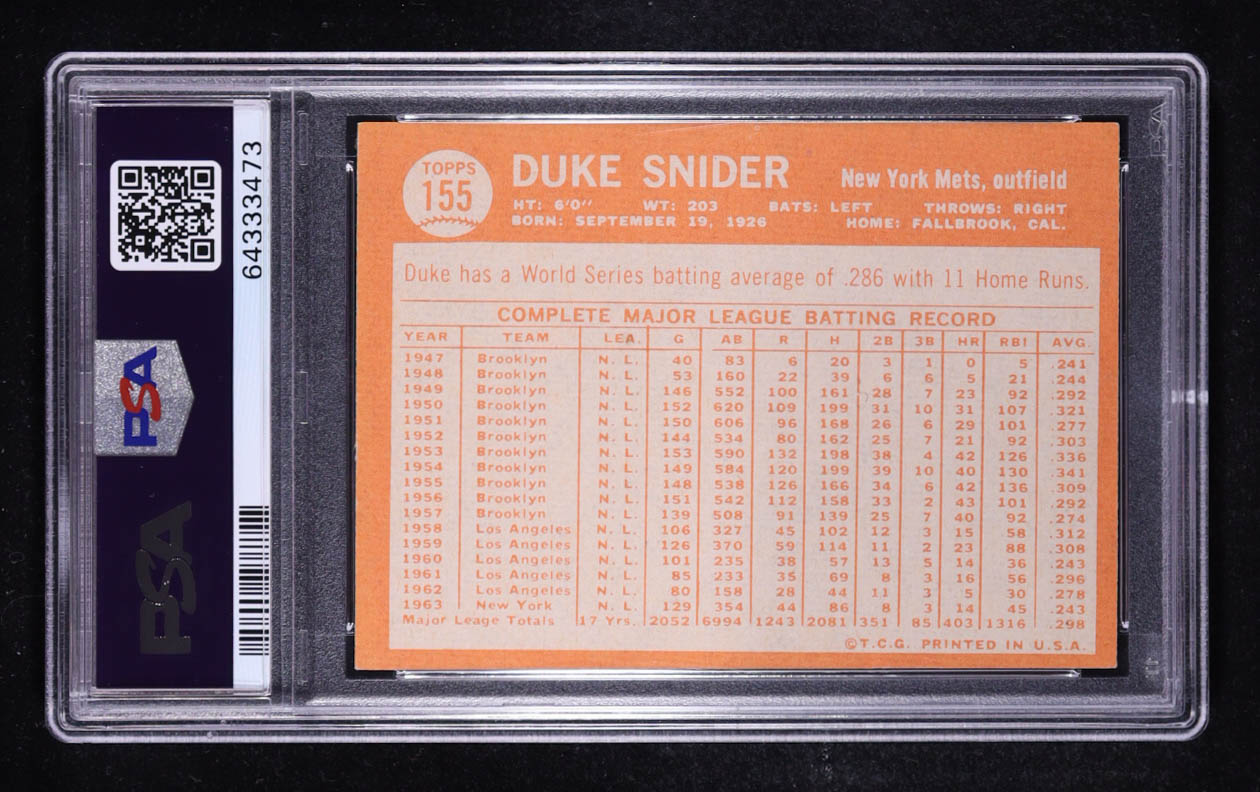 64333473
PSA
PSA
TOPPS
155
DUKE SNIDER
New York Mets, outfield
HT: 6'0" WT: 203 BATS: LEFT THROWS: RIGHT
BORN: SEPTEMBER 19, 1926 HOME: FALLBROOK, CAL.
Duke has a World Series batting average of .286 with 11 Home Runs.
COMPLETE MAJOR LEAGUE BATTING RECORD
YEAR TEAM LEA. G AB R H 2B 3B HR RBI AVG.
1947 Brooklyn N. L. 40 83 6 20 3 1 0 5 .241
1948 Brooklyn N. L. 53 160 22 39 6 6 5 21 .244
1949 Brooklyn N. L. 146 552 100 161 28 7 23 92 .292
1950 Brooklyn N. L. 152 620 109 199 31 10 31 107 .321
1951 Brooklyn N. L. 150 606 96 168 26 6 29 101 .277
1952 Brooklyn N. L. 144 534 80 162 25 7 21 92 .303
1953 Brooklyn N. L. 153 590 132 198 38 4 42 126 .336
1954 Brooklyn N. L. 149 584 120 199 39 10 40 130 .341
1955 Brooklyn N. L. 148 538 126 166 34 6 42 136 .309
1956 Brooklyn N. L. 151 542 112 158 33 2 43 101 .292
1957 Brooklyn N. L. 139 508 91 139 25 7 40 92 .274
1958 Los Angeles N. L. 106 327 45 102 12 3 15 58 .312
1959 Los Angeles N. L. 126 370 59 114 11 2 23 88 .308
1960 Los Angeles N. L. 101 235 38 57 13 5 14 36 .243
1961 Los Angeles N. L. 85 233 35 69 8 3 16 56 .296
1962 Los Angeles N. L. 80 158 28 44 11 3 5 30 .278
1963 New York N. L. 129 354 44 86 8 3 14 45 .243
Major Leage Totals 17 Yrs. 2052 6994 1243 2081 351 85 403 1316 .298
©T.C.G. PRINTED IN U.S.A.
PSA